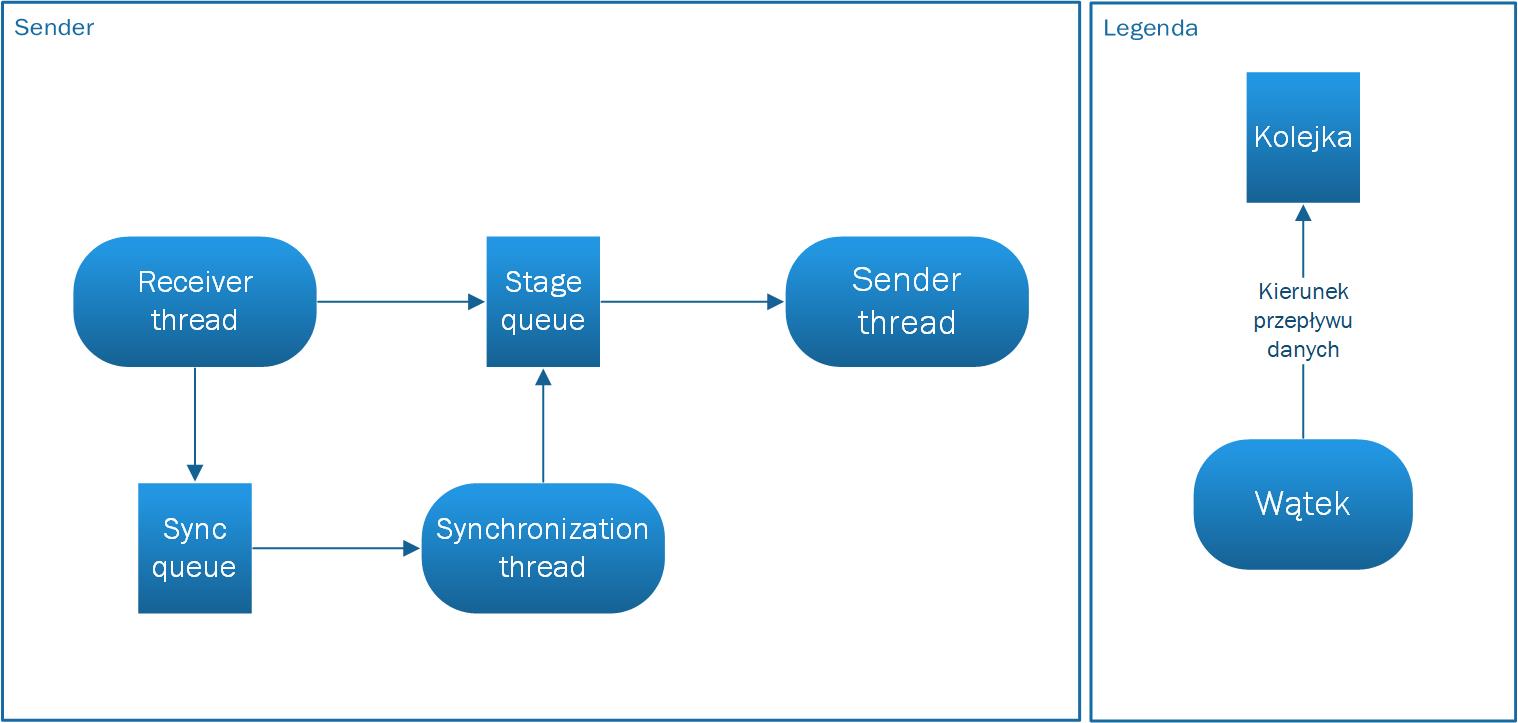 Sender
Receiver
thread
Stage
queue
Sender
thread
Sync
queue
Synchronization
thread
Legenda
Kolejka
Kierunek
przepływu
danych
Wątek